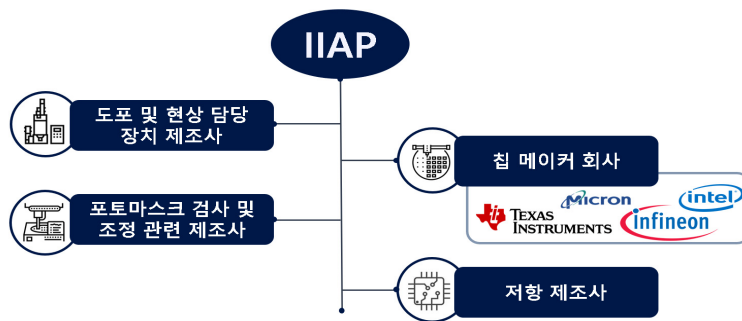 IIAP
도포 및 현상 담당
장치 제조사
포토마스크 검사 및
조정 관련 제조사
칩 메이커 회사
Micron
intel
TEXAS
INSTRUMENTS
infineon
저항 제조사